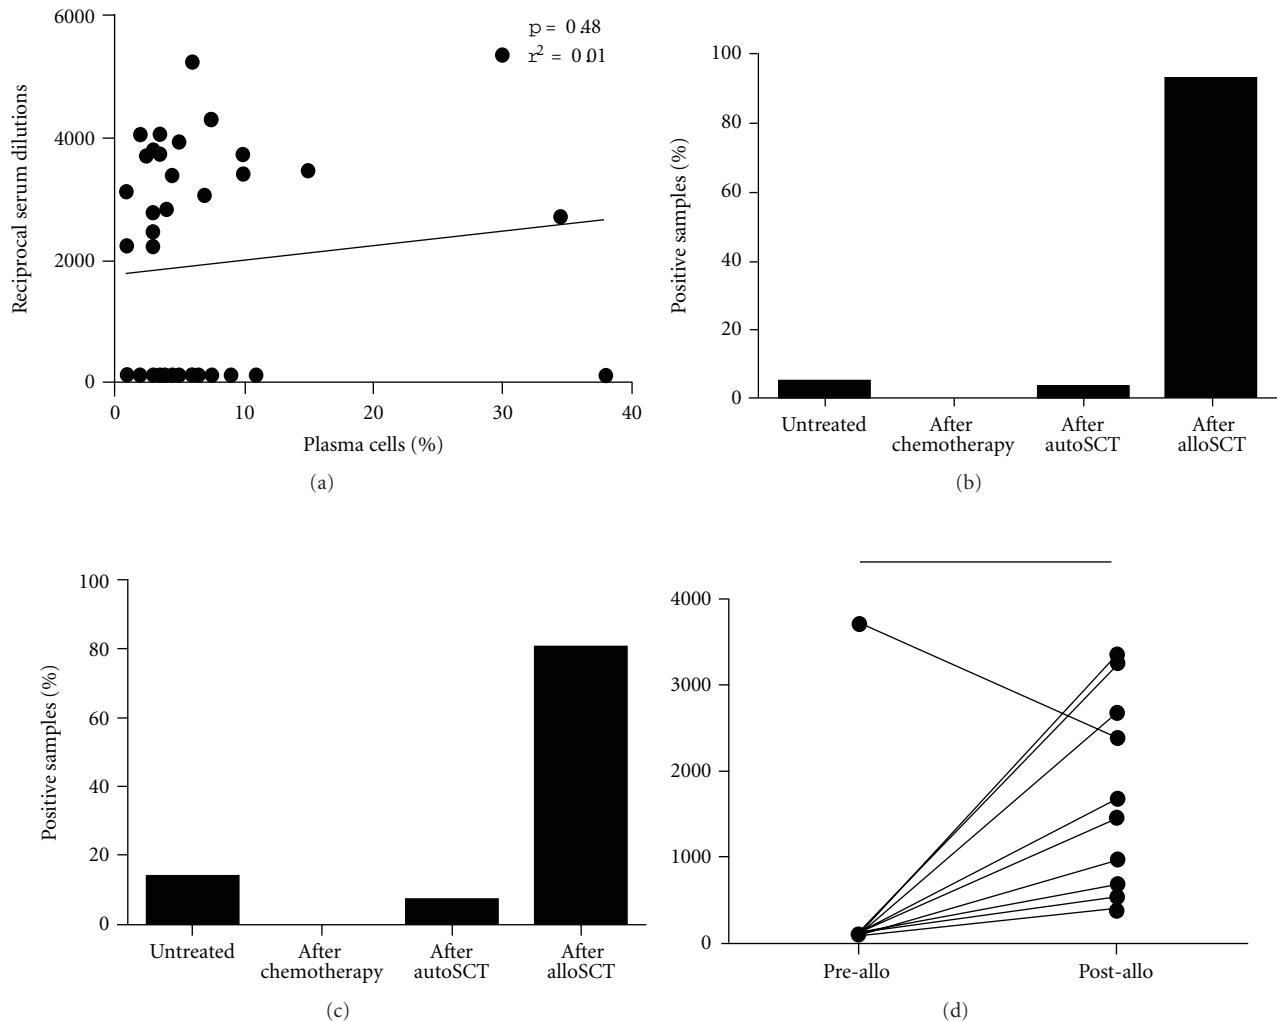 6000
4000
2000
0
Reciprocal serum dilutions
p = 0.48
r² = 0.01
0 10 20 30 40
Plasma cells (%)
(a)
100
80
60
40
20
0
Positive samples (%)
Untreated
After
chemotherapy
After
autoSCT
After
alloSCT
(b)
100
80
60
40
20
0
Positive samples (%)
Untreated
After
chemotherapy
After
autoSCT
After
alloSCT
(c)
4000
3000
2000
1000
0
Pre-allo
Post-allo
(d)